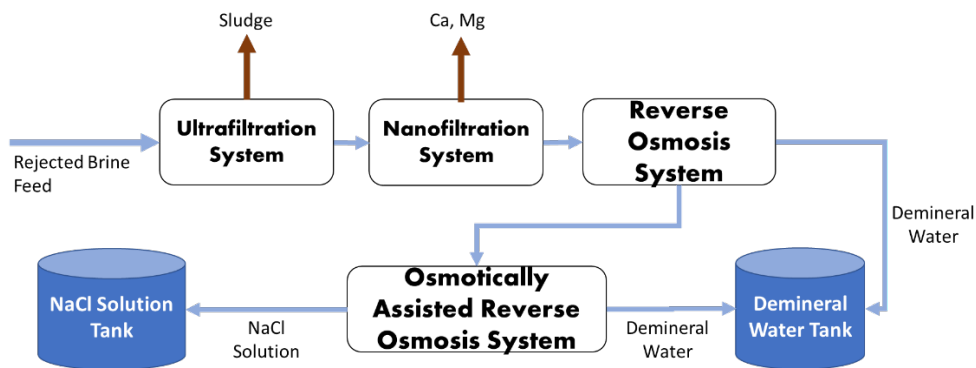 Sludge
Ca, Mg
Ultrafiltration
System
Nanofiltration
System
Reverse
Osmosis
System
Rejected Brine
Feed
Demineral
Water
NaCl Solution
Tank
Osmotically
Assisted Reverse
Osmosis System
Demineral
Water Tank
NaCl
Solution
Demineral
Water